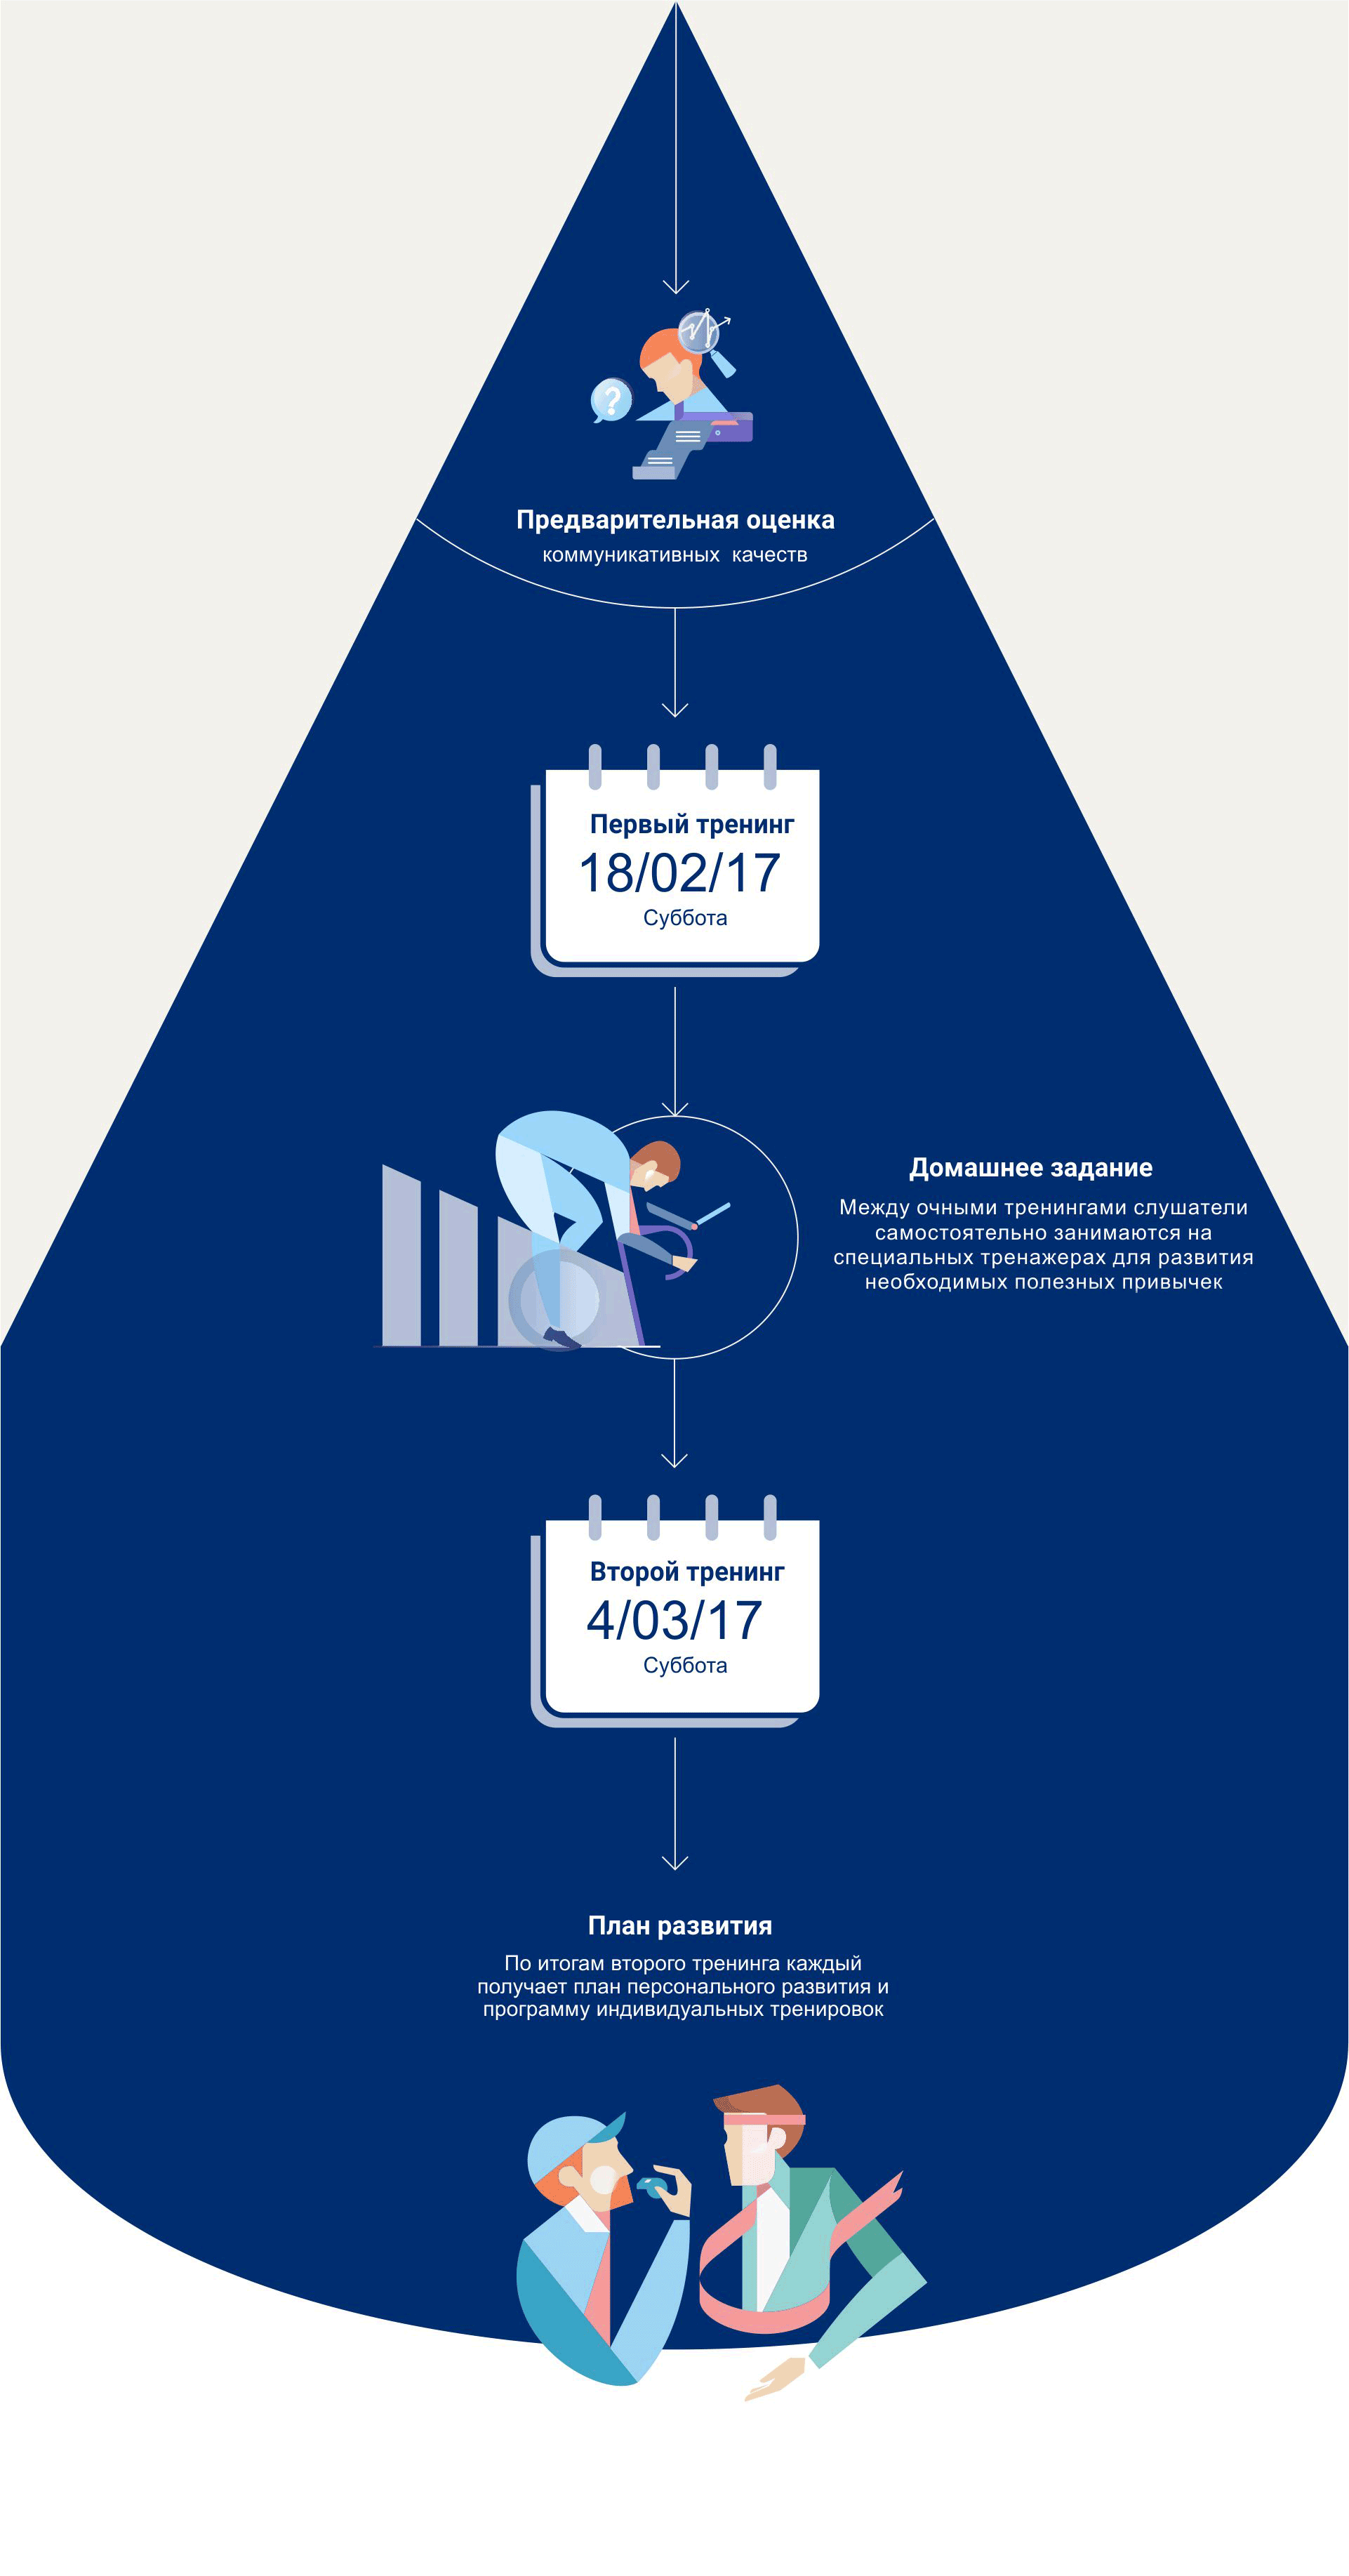 ?
Предварительная оценка
коммуникативных качеств
Первый тренинг
18/02/17
Суббота
Домашнее задание
Между очными тренингами слушатели
самостоятельно занимаются на
специальных тренажерах для развития
необходимых полезных привычек
Второй тренинг
4/03/17
Суббота
План развития
По итогам второго тренинга каждый
получает план персонального развития и
программу индивидуальных тренировок